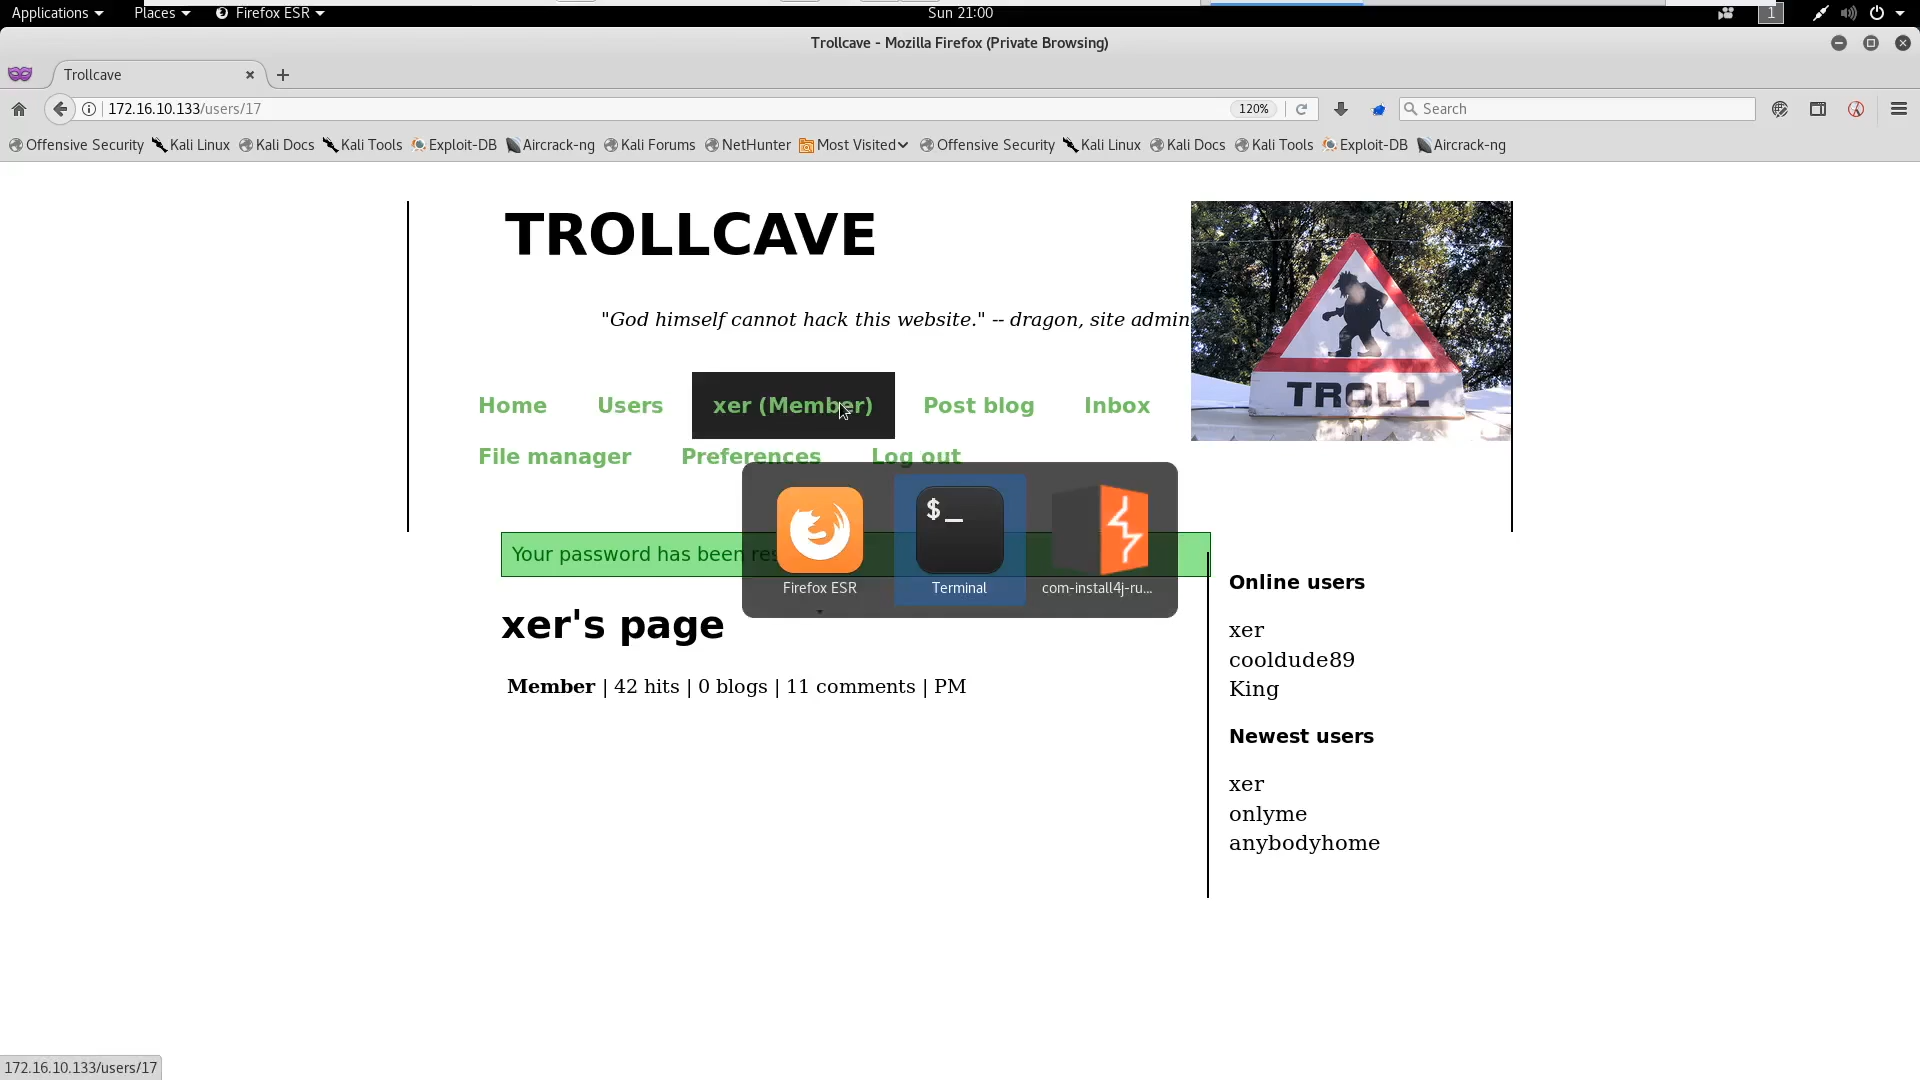 Applications Places Firefox ESR Sun 21:00 1
Trollcave - Mozilla Firefox (Private Browsing)
Trollcave
172.16.10.133/users/17 120% Search
Offensive Security Kali Linux Kali Docs Kali Tools Exploit-DB Aircrack-ng Kali Forums NetHunter Most Visited Offensive Security Kali Linux Kali Docs Kali Tools Exploit-DB Aircrack-ng
TROLLCAVE
"God himself cannot hack this website." -- dragon, site admin
TROLL
Home Users xer (Member) Post blog Inbox
File manager Preferences Log out
$_
Your password has been
Firefox ESR Terminal com-install4j-ru...
xer's page
Member | 42 hits | 0 blogs | 11 comments | PM
Online users
xer
cooldude89
King
Newest users
xer
onlyme
anybodyhome
172.16.10.133/users/17